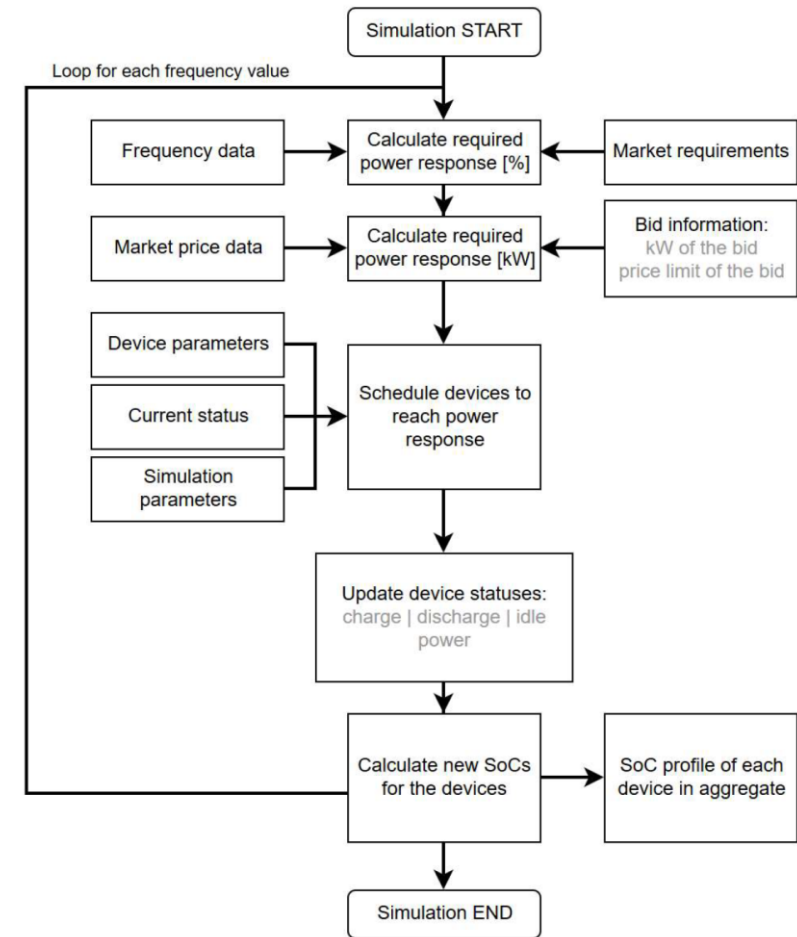 Simulation START
Loop for each frequency value
Frequency data
Calculate required
power response [%]
Market requirements
Market price data
Calculate required
power response [kW]
Bid information:
kW of the bid
price limit of the bid
Device parameters
Current status
Simulation
parameters
Schedule devices to
reach power
response
Update device statuses:
charge | discharge | idle
power
Calculate new SoCs
for the devices
SoC profile of each
device in aggregate
Simulation END